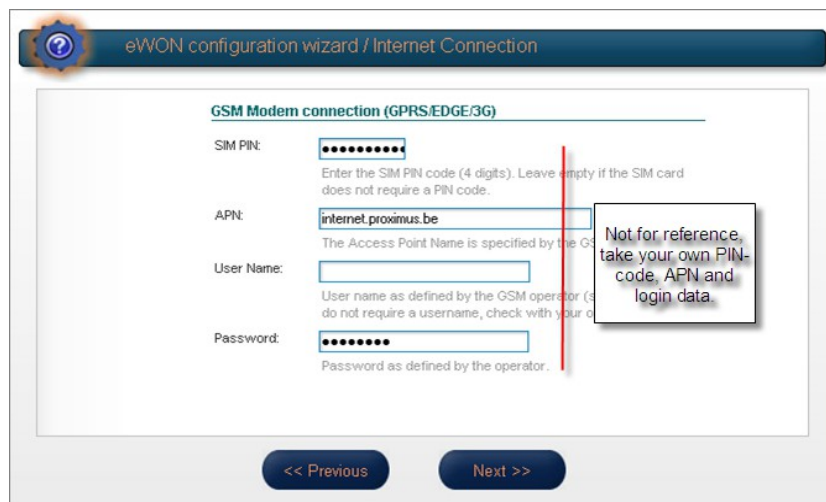 eWON configuration wizard / Internet Connection
GSM Modem connection (GPRS/EDGE/3G)
SIM PIN:
Enter the SIM PIN code (4 digits). Leave empty if the SIM card
does not require a PIN code.
APN:
internet.proximus.be
The Access Point Name is specified by the
User Name:
User name as defined by the GSM operator
do not require a username, check with your
Password:
Password as defined by the operator.
Not for reference,
take your own PIN-
code, APN and
login data.
<< Previous
Next >>